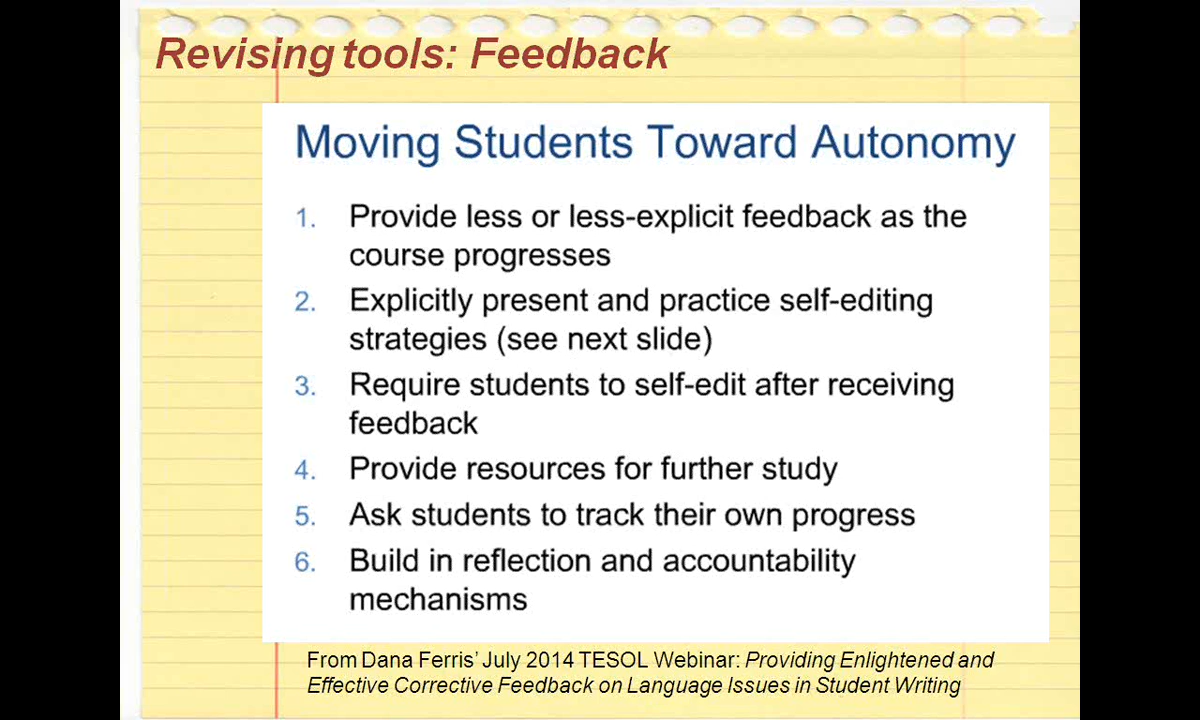 Revising tools: Feedback
Moving Students Toward Autonomy
1. Provide less or less-explicit feedback as the
course progresses
2. Explicitly present and practice self-editing
strategies (see next slide)
3. Require students to self-edit after receiving
feedback
4. Provide resources for further study
5. Ask students to track their own progress
6. Build in reflection and accountability
mechanisms
From Dana Ferris’ July 2014 TESOL Webinar: Providing Enlightened and
Effective Corrective Feedback on Language Issues in Student Writing